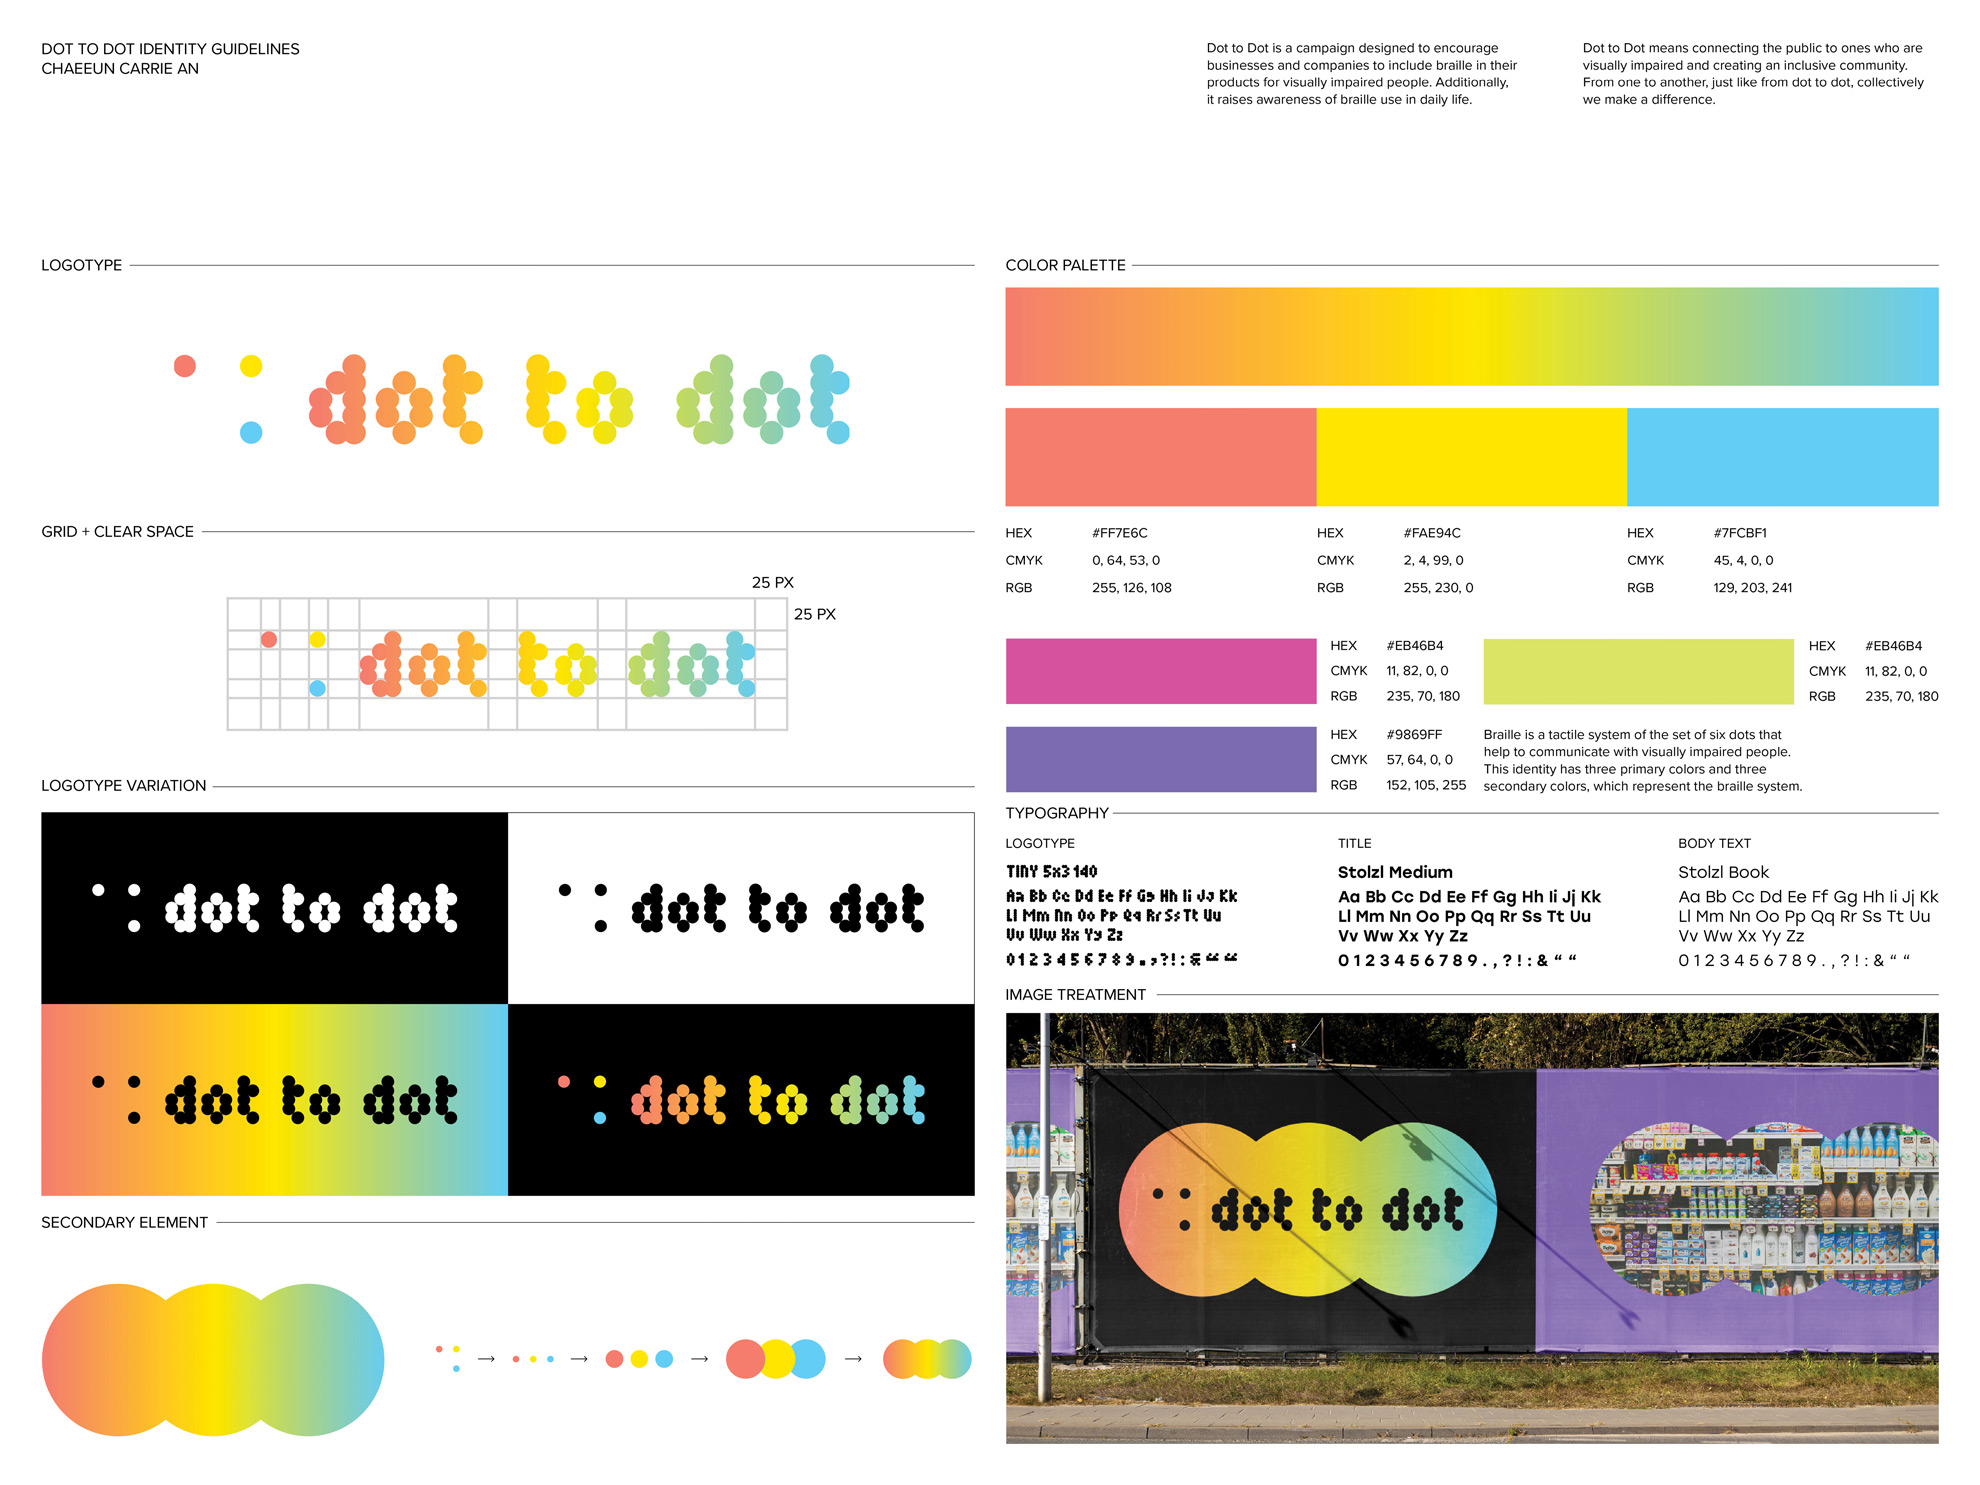 DOT TO DOT IDENTITY GUIDELINES
CHAEEUN CARRIE AN
Dot to Dot is a campaign designed to encourage
businesses and companies to include braille in their
products for visually impaired people. Additionally,
it raises awareness of braille use in daily life.
Dot to Dot means connecting the public to ones who are
visually impaired and creating an inclusive community.
From one to another, just like from dot to dot, collectively
we make a difference.
LOGOTYPE
dot to dot
GRID + CLEAR SPACE
25 PX
25 PX
dot to dot
LOGOTYPE VARIATION
dot to dot
dot to dot
dot to dot
dot to dot
SECONDARY ELEMENT
COLOR PALETTE
HEX #FF7E6C
CMYK 0, 64, 53, 0
RGB 255, 126, 108
HEX #FAE94C
CMYK 2, 4, 99, 0
RGB 255, 230, 0
HEX #7FCBF1
CMYK 45, 4, 0, 0
RGB 129, 203, 241
HEX #EB46B4
CMYK 11, 82, 0, 0
RGB 235, 70, 180
HEX #EB46B4
CMYK 11, 82, 0, 0
RGB 235, 70, 180
HEX #9869FF
CMYK 57, 64, 0, 0
RGB 152, 105, 255
Braille is a tactile system of the set of six dots that
help to communicate with visually impaired people.
This identity has three primary colors and three
secondary colors, which represent the braille system.
TYPOGRAPHY
LOGOTYPE
TINY 5x3 140
Aa Bb Cc Dd Ee Ff Gg Hh Ii Jj Kk
Ll Mm Nn Oo Pp Qq Rr Ss Tt Uu
Vv Ww Xx Yy Zz
0 1 2 3 4 5 6 7 8 9 . , ? ! : & “ “
TITLE
Stolzl Medium
Aa Bb Cc Dd Ee Ff Gg Hh Ii Jj Kk
Ll Mm Nn Oo Pp Qq Rr Ss Tt Uu
Vv Ww Xx Yy Zz
0 1 2 3 4 5 6 7 8 9 . , ? ! : & “ “
BODY TEXT
Stolzl Book
Aa Bb Cc Dd Ee Ff Gg Hh Ii Jj Kk
Ll Mm Nn Oo Pp Qq Rr Ss Tt Uu
Vv Ww Xx Yy Zz
0 1 2 3 4 5 6 7 8 9 . , ? ! : & “ “
IMAGE TREATMENT
dot to dot